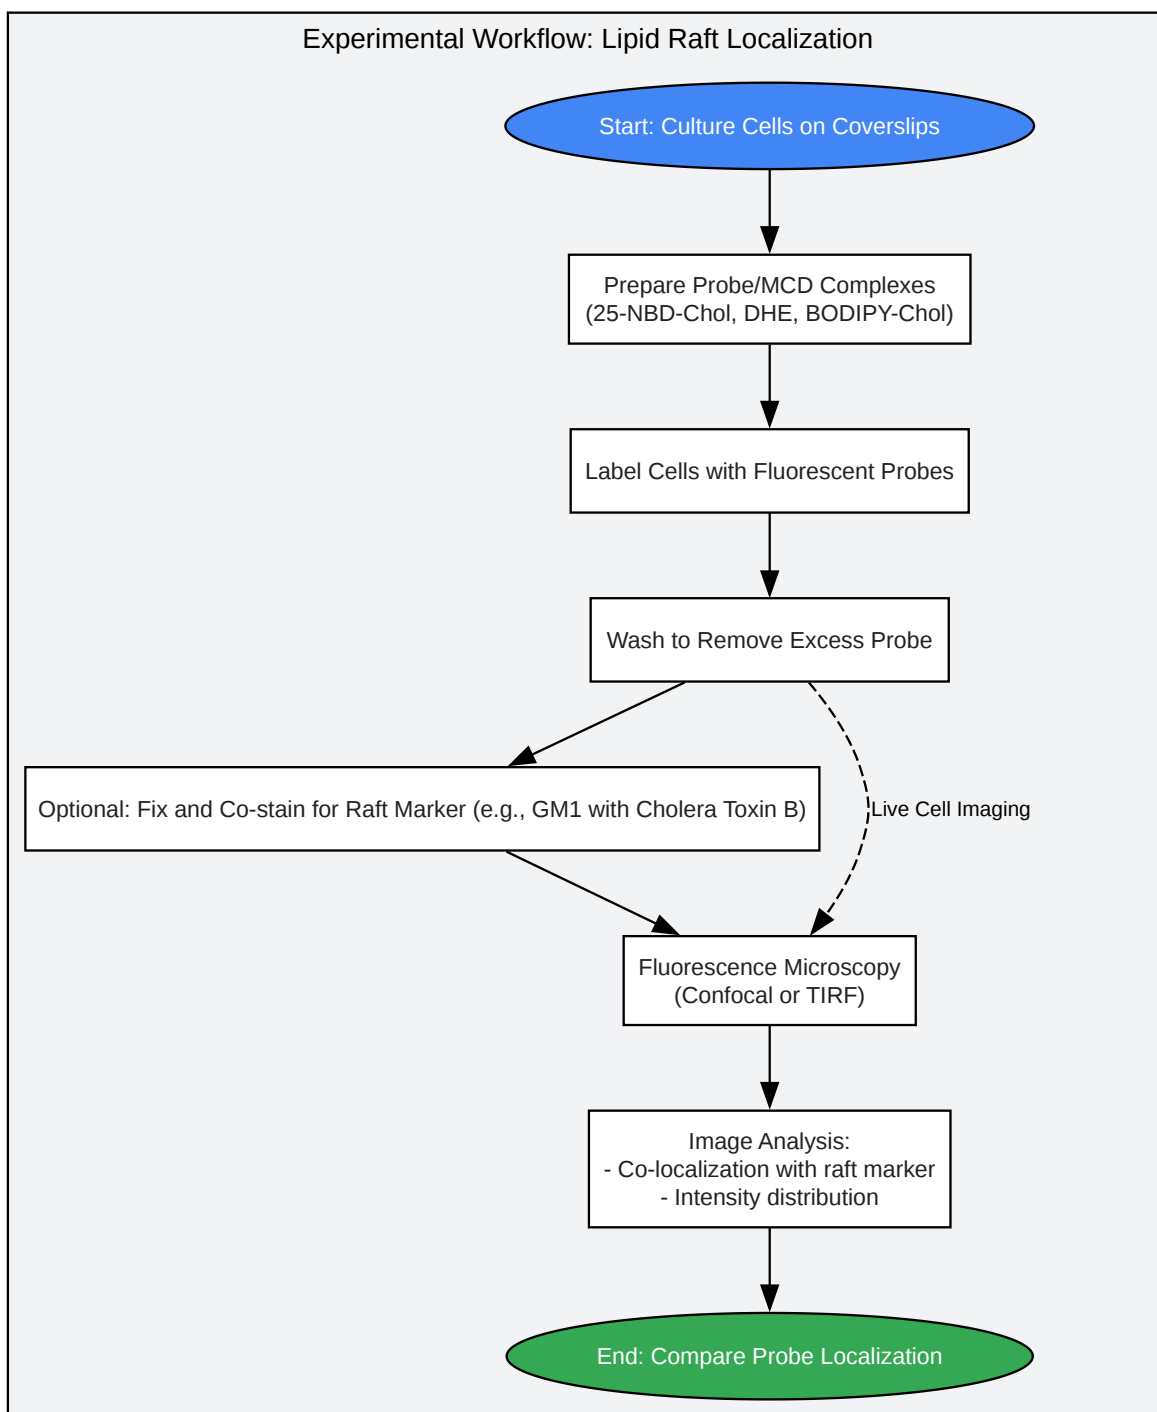 Experimental Workflow: Lipid Raft Localization
Start: Culture Cells on Coverslips
Prepare Probe/MCD Complexes
(25-NBD-Chol, DHE, BODIPY-Chol)
Label Cells with Fluorescent Probes
Wash to Remove Excess Probe
Optional: Fix and Co-stain for Raft Marker (e.g., GM1 with Cholera Toxin B)
Live Cell Imaging
Fluorescence Microscopy
(Confocal or TIRF)
Image Analysis:
- Co-localization with raft marker
- Intensity distribution
End: Compare Probe Localization